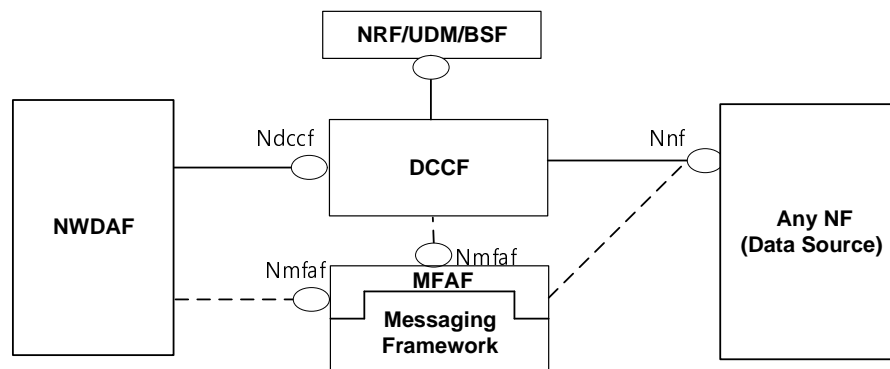 NRF/UDM/BSF
Ndccf
Nnf
DCCF
NWDAF
Any NF
(Data Source)
Nmfaf
Nmfaf
MFAF
Messaging
Framework